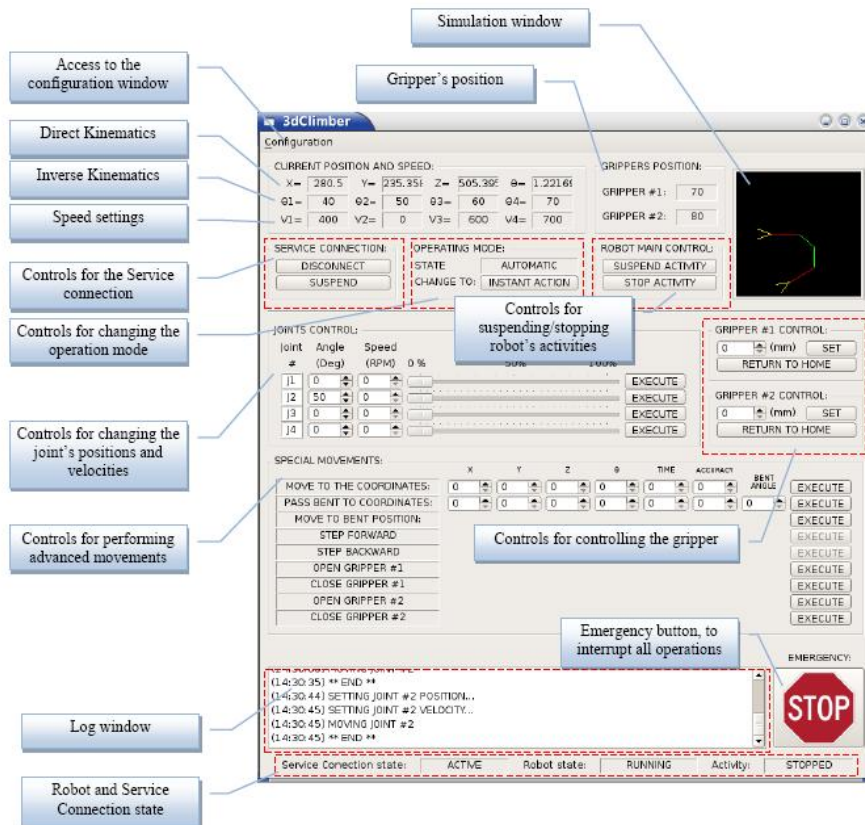 Simulation window
Access to the
configuration window
Gripper's position
Direct Kinematics
Inverse Kinematics
Speed settings
Controls for the Service
connection
Controls for changing the
operation mode
Controls for changing the
joint's positions and
velocities
Controls for performing
advanced movements
Log window
Robot and Service
Connection state
3dClimber
Configuration
CURRENT POSITION AND SPEED:
X= 280.5 Y= 235.358 Z= 505.395 θ= 1.22169
θ1= 40 θ2= 50 θ3= 60 θ4= 70
V1= 400 V2= 0 V3= 600 V4= 700
GRIPPERS POSITION:
GRIPPER #1: 70
GRIPPER #2: 80
SERVICE CONNECTION:
DISCONNECT
SUSPEND
OPERATING MODE:
STATE AUTOMATIC
CHANGE TO: INSTANT ACTION
ROBOT MAIN CONTROL:
SUSPEND ACTIVITY
STOP ACTIVITY
Controls for
suspending/stopping
robot's activities
JOINTS CONTROL:
Joint Angle Speed
# (Deg) (RPM) 0 % 50% 100%
J1 0 0 EXECUTE
J2 50 0 EXECUTE
J3 0 0 EXECUTE
J4 0 0 EXECUTE
GRIPPER #1 CONTROL:
0 (mm) SET
RETURN TO HOME
GRIPPER #2 CONTROL:
0 (mm) SET
RETURN TO HOME
SPECIAL MOVEMENTS:
X Y Z θ TIME ACCURACY BENT
ANGLE
MOVE TO THE COORDINATES: 0 0 0 0 0 0 EXECUTE
PASS BENT TO COORDINATES: 0 0 0 0 0 0 0 EXECUTE
MOVE TO BENT POSITION: EXECUTE
STEP FORWARD EXECUTE
STEP BACKWARD EXECUTE
OPEN GRIPPER #1 EXECUTE
CLOSE GRIPPER #1 EXECUTE
OPEN GRIPPER #2 EXECUTE
CLOSE GRIPPER #2 EXECUTE
Controls for controlling the gripper
Emergency button, to
interrupt all operations
EMERGENCY:
STOP
(14:30:35) ** END **
(14:30:44) SETTING JOINT #2 POSITION...
(14:30:45) SETTING JOINT #2 VELOCITY...
(14:30:45) MOVING JOINT #2
(14:30:45) ** END **
Service Conection state: ACTIVE Robot state: RUNNING Activity: STOPPED